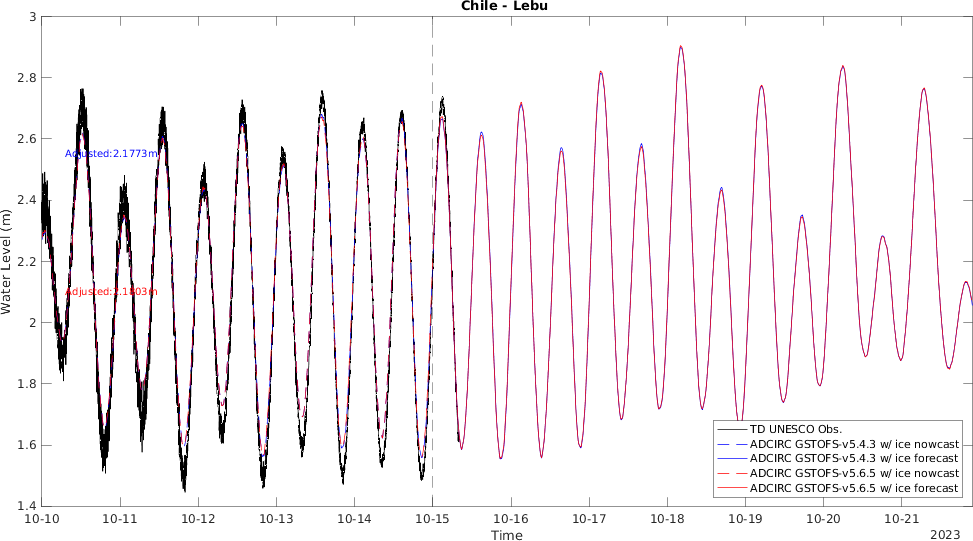 Chile - Lebu
3
2.8
2.6
2.4
2.2
2
1.8
1.6
1.4
Water Level (m)
Adjusted:2.1773m
Adjusted:2.1803m
TD UNESCO Obs.
ADCIRC GSTOFS-v5.4.3 w/ ice nowcast
ADCIRC GSTOFS-v5.4.3 w/ ice forecast
ADCIRC GSTOFS-v5.6.5 w/ ice nowcast
ADCIRC GSTOFS-v5.6.5 w/ ice forecast
10-10 10-11 10-12 10-13 10-14 10-15 10-16 10-17 10-18 10-19 10-20 10-21
Time
2023